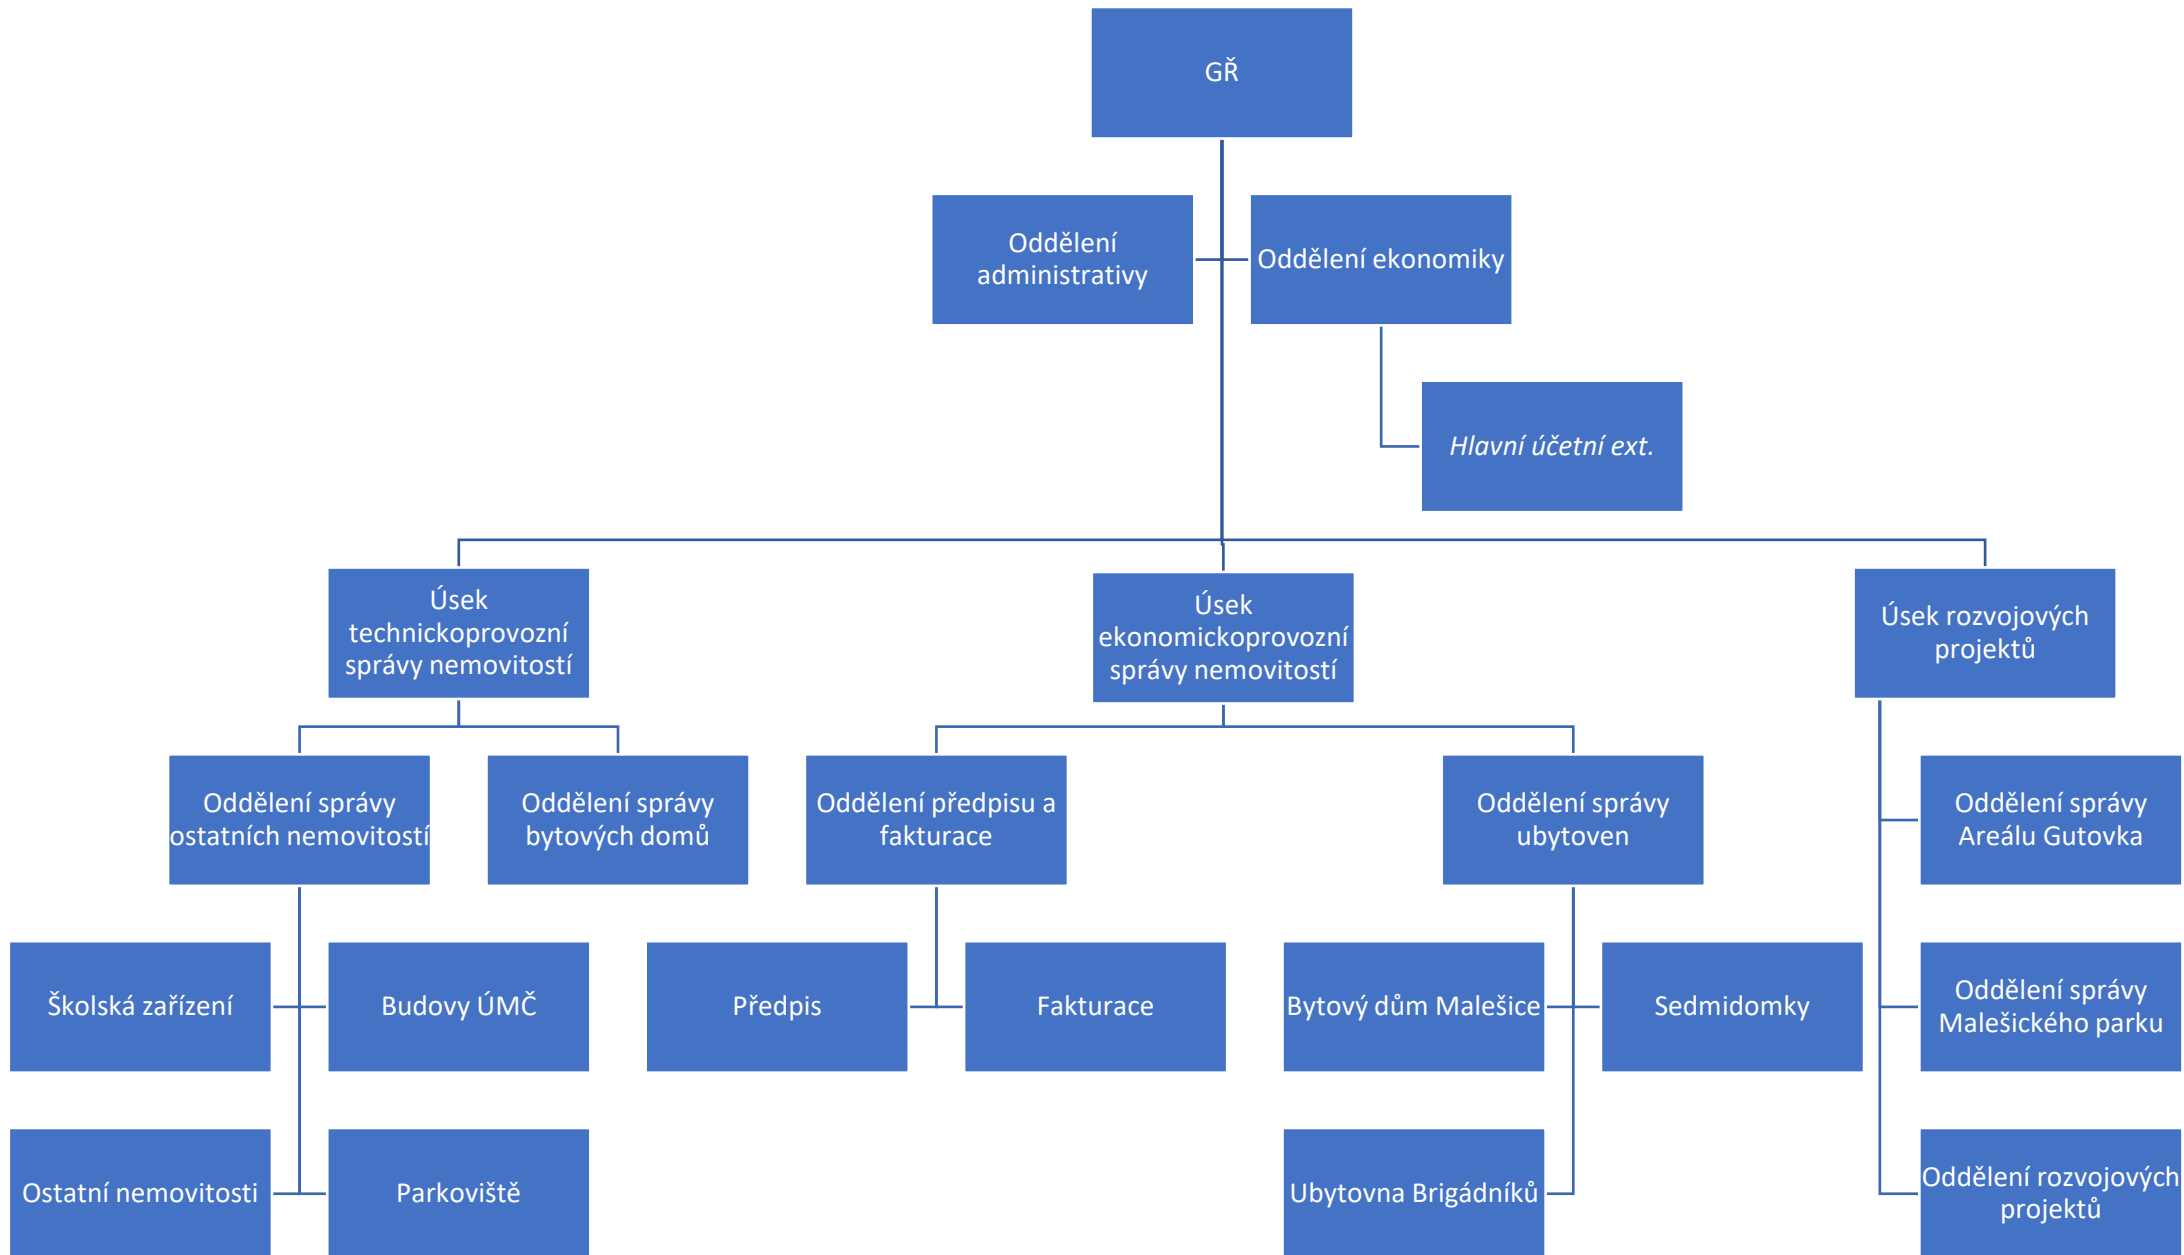 GŘ
Oddělení
administrativy
Oddělení ekonomiky
Hlavní účetní ext.
Úsek
technickoprovozní
správy nemovitostí
Úsek
ekonomickoprovozní
správy nemovitostí
Úsek rozvojových
projektů
Oddělení správy
ostatních nemovitostí
Oddělení správy
bytových domů
Oddělení předpisu a
fakturace
Oddělení správy
ubytoven
Oddělení správy
Areálu Gutovka
Školská zařízení
Budovy ÚMČ
Předpis
Fakturace
Bytový dům Malešice
Sedmidomky
Oddělení správy
Malešického parku
Ostatní nemovitosti
Parkoviště
Ubytovna Brigádníků
Oddělení rozvojových
projektů